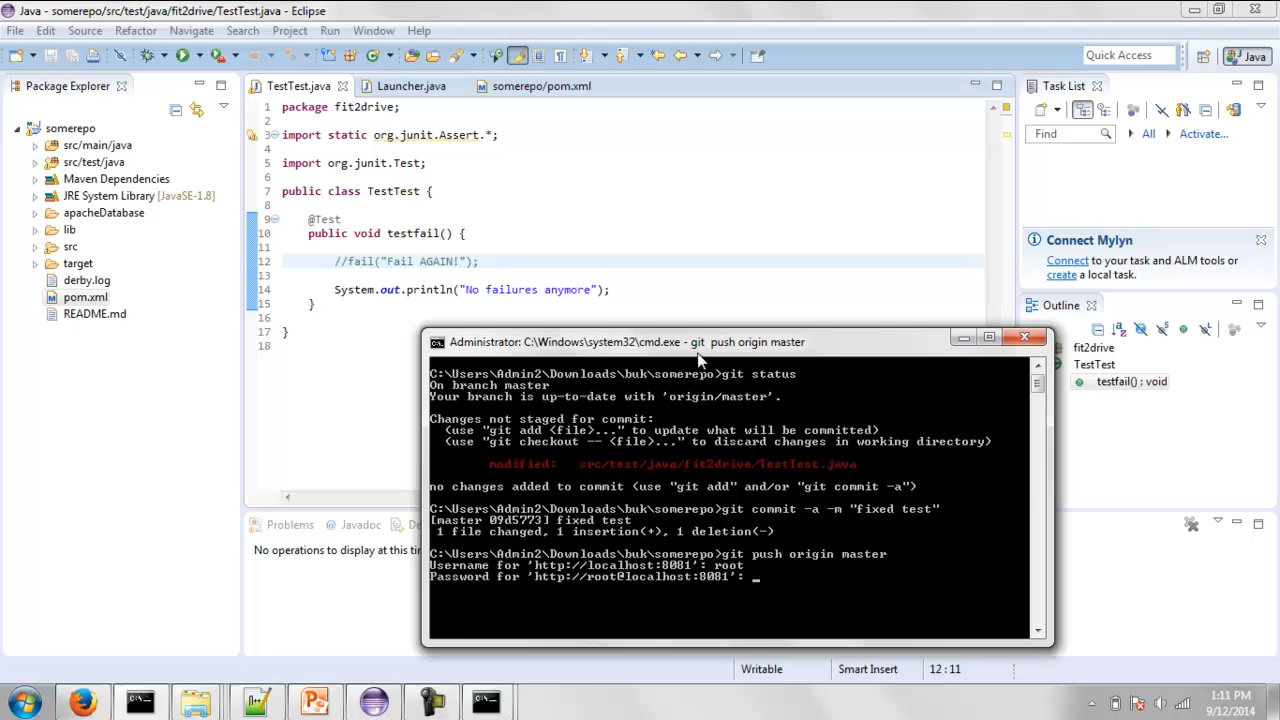 Java - somerepo/src/test/java/fit2drive/TestTest.java - Eclipse
File Edit Source Refactor Navigate Search Project Run Window Help
Quick Access
Java
Package Explorer
somerepo
src/main/java
src/test/java
Maven Dependencies
JRE System Library [JavaSE-1.8]
apacheDatabase
lib
src
target
derby.log
pom.xml
README.md
TestTest.java
Launcher.java
somerepo/pom.xml
1 package fit2drive;
2
3 import static org.junit.Assert.*;
4
5 import org.junit.Test;
6
7 public class TestTest {
8
9 @Test
10 public void testfail() {
11
12 //fail("Fail AGAIN!");
13
14 System.out.println("No failures anymore");
15 }
16
17 }
18
Task List
Find
All
Activate...
Connect Mylyn
Connect to your task and ALM tools or
create a local task.
Outline
fit2drive
TestTest
testfail() : void
Problems
Javadoc
No operations to display at this tim
Administrator: C:\Windows\system32\cmd.exe - git push origin master
C:\Users\Admin2\Downloads\buk\somerepo>git status
On branch master
Your branch is up-to-date with 'origin/master'.
Changes not staged for commit:
(use "git add <file>..." to update what will be committed)
(use "git checkout -- <file>..." to discard changes in working directory)
modified: src/test/java/fit2drive/TestTest.java
no changes added to commit (use "git add" and/or "git commit -a")
C:\Users\Admin2\Downloads\buk\somerepo>git commit -a -m "fixed test"
[master 09d5773] fixed test
1 file changed, 1 insertion(+), 1 deletion(-)
C:\Users\Admin2\Downloads\buk\somerepo>git push origin master
Username for 'http://localhost:8081': root
Password for 'http://root@localhost:8081': _
Writable
Smart Insert
12 : 11
1:11 PM
9/12/2014